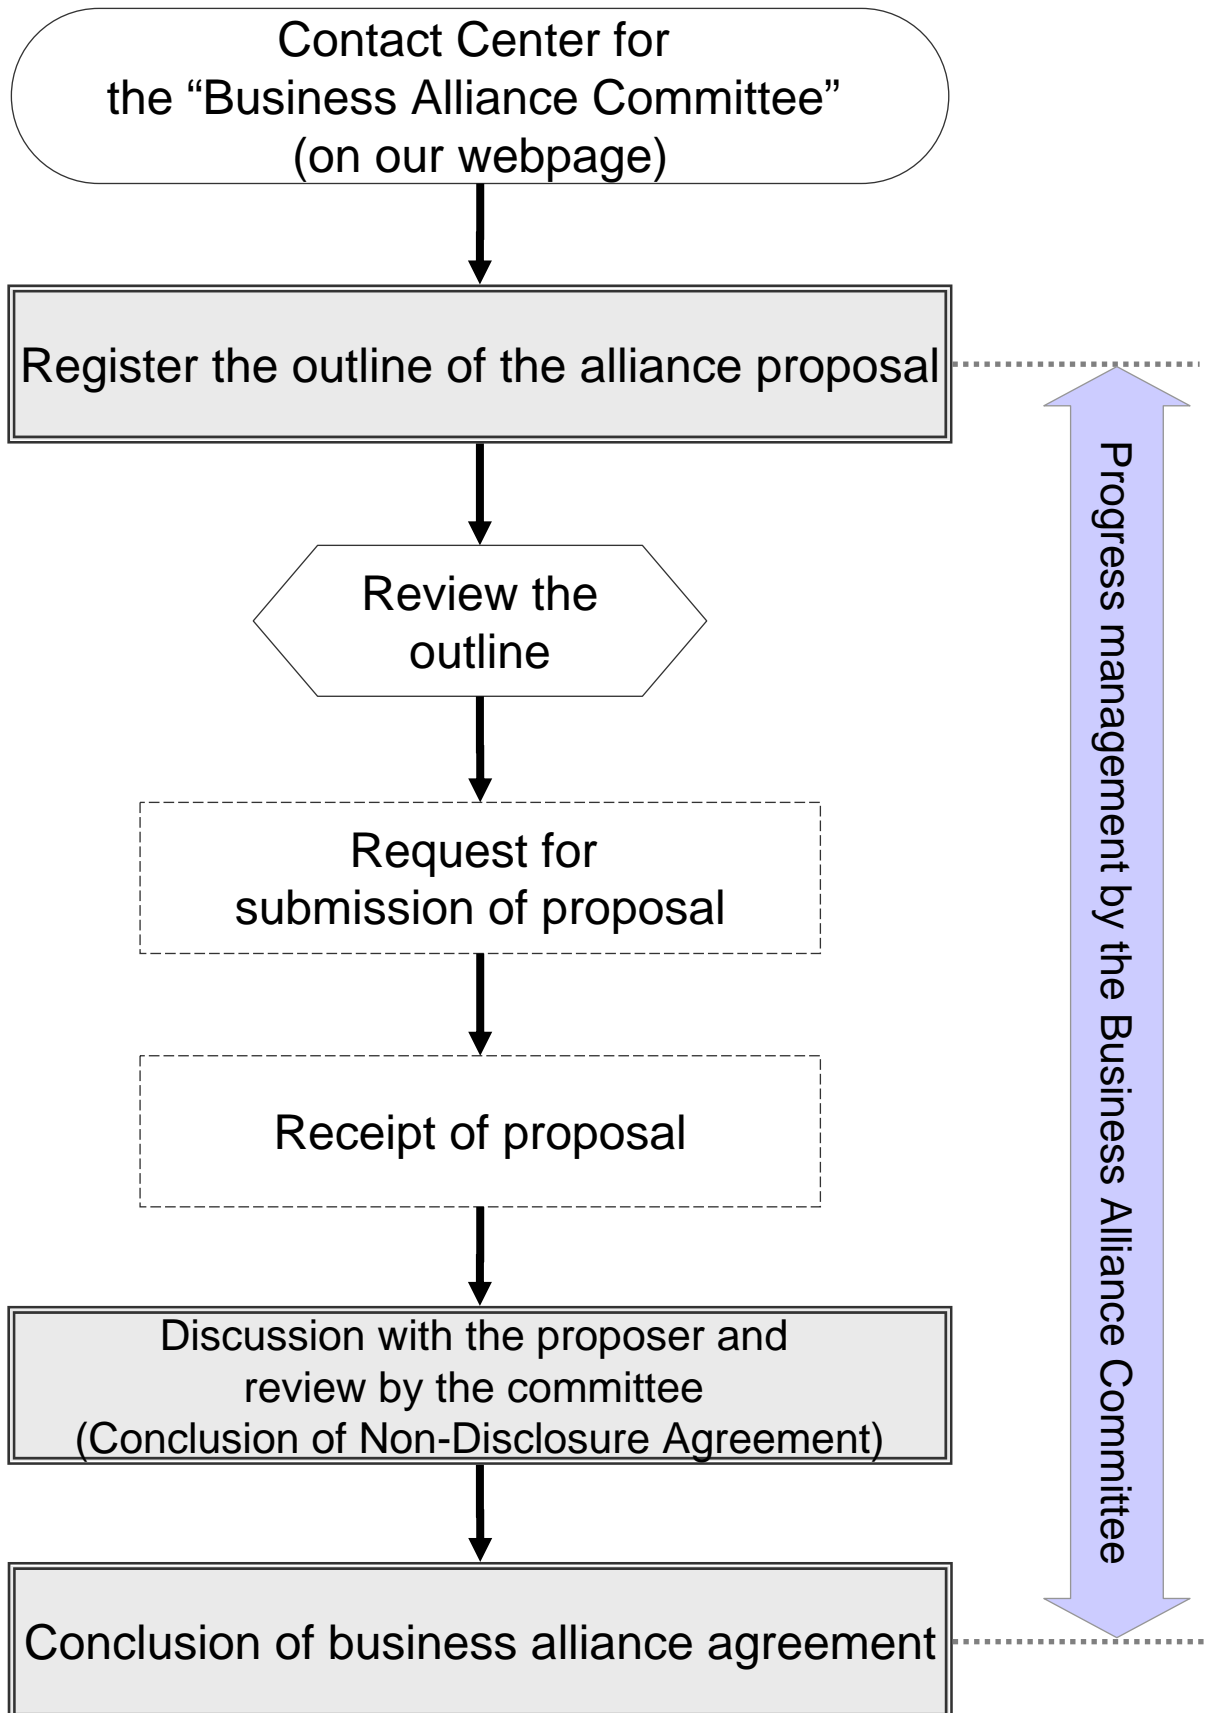 Contact Center for
the “Business Alliance Committee”
(on our webpage)
Register the outline of the alliance proposal
Review the
outline
Request for
submission of proposal
Receipt of proposal
Discussion with the proposer and
review by the committee
(Conclusion of Non-Disclosure Agreement)
Conclusion of business alliance agreement
Progress management by the Business Alliance Committee